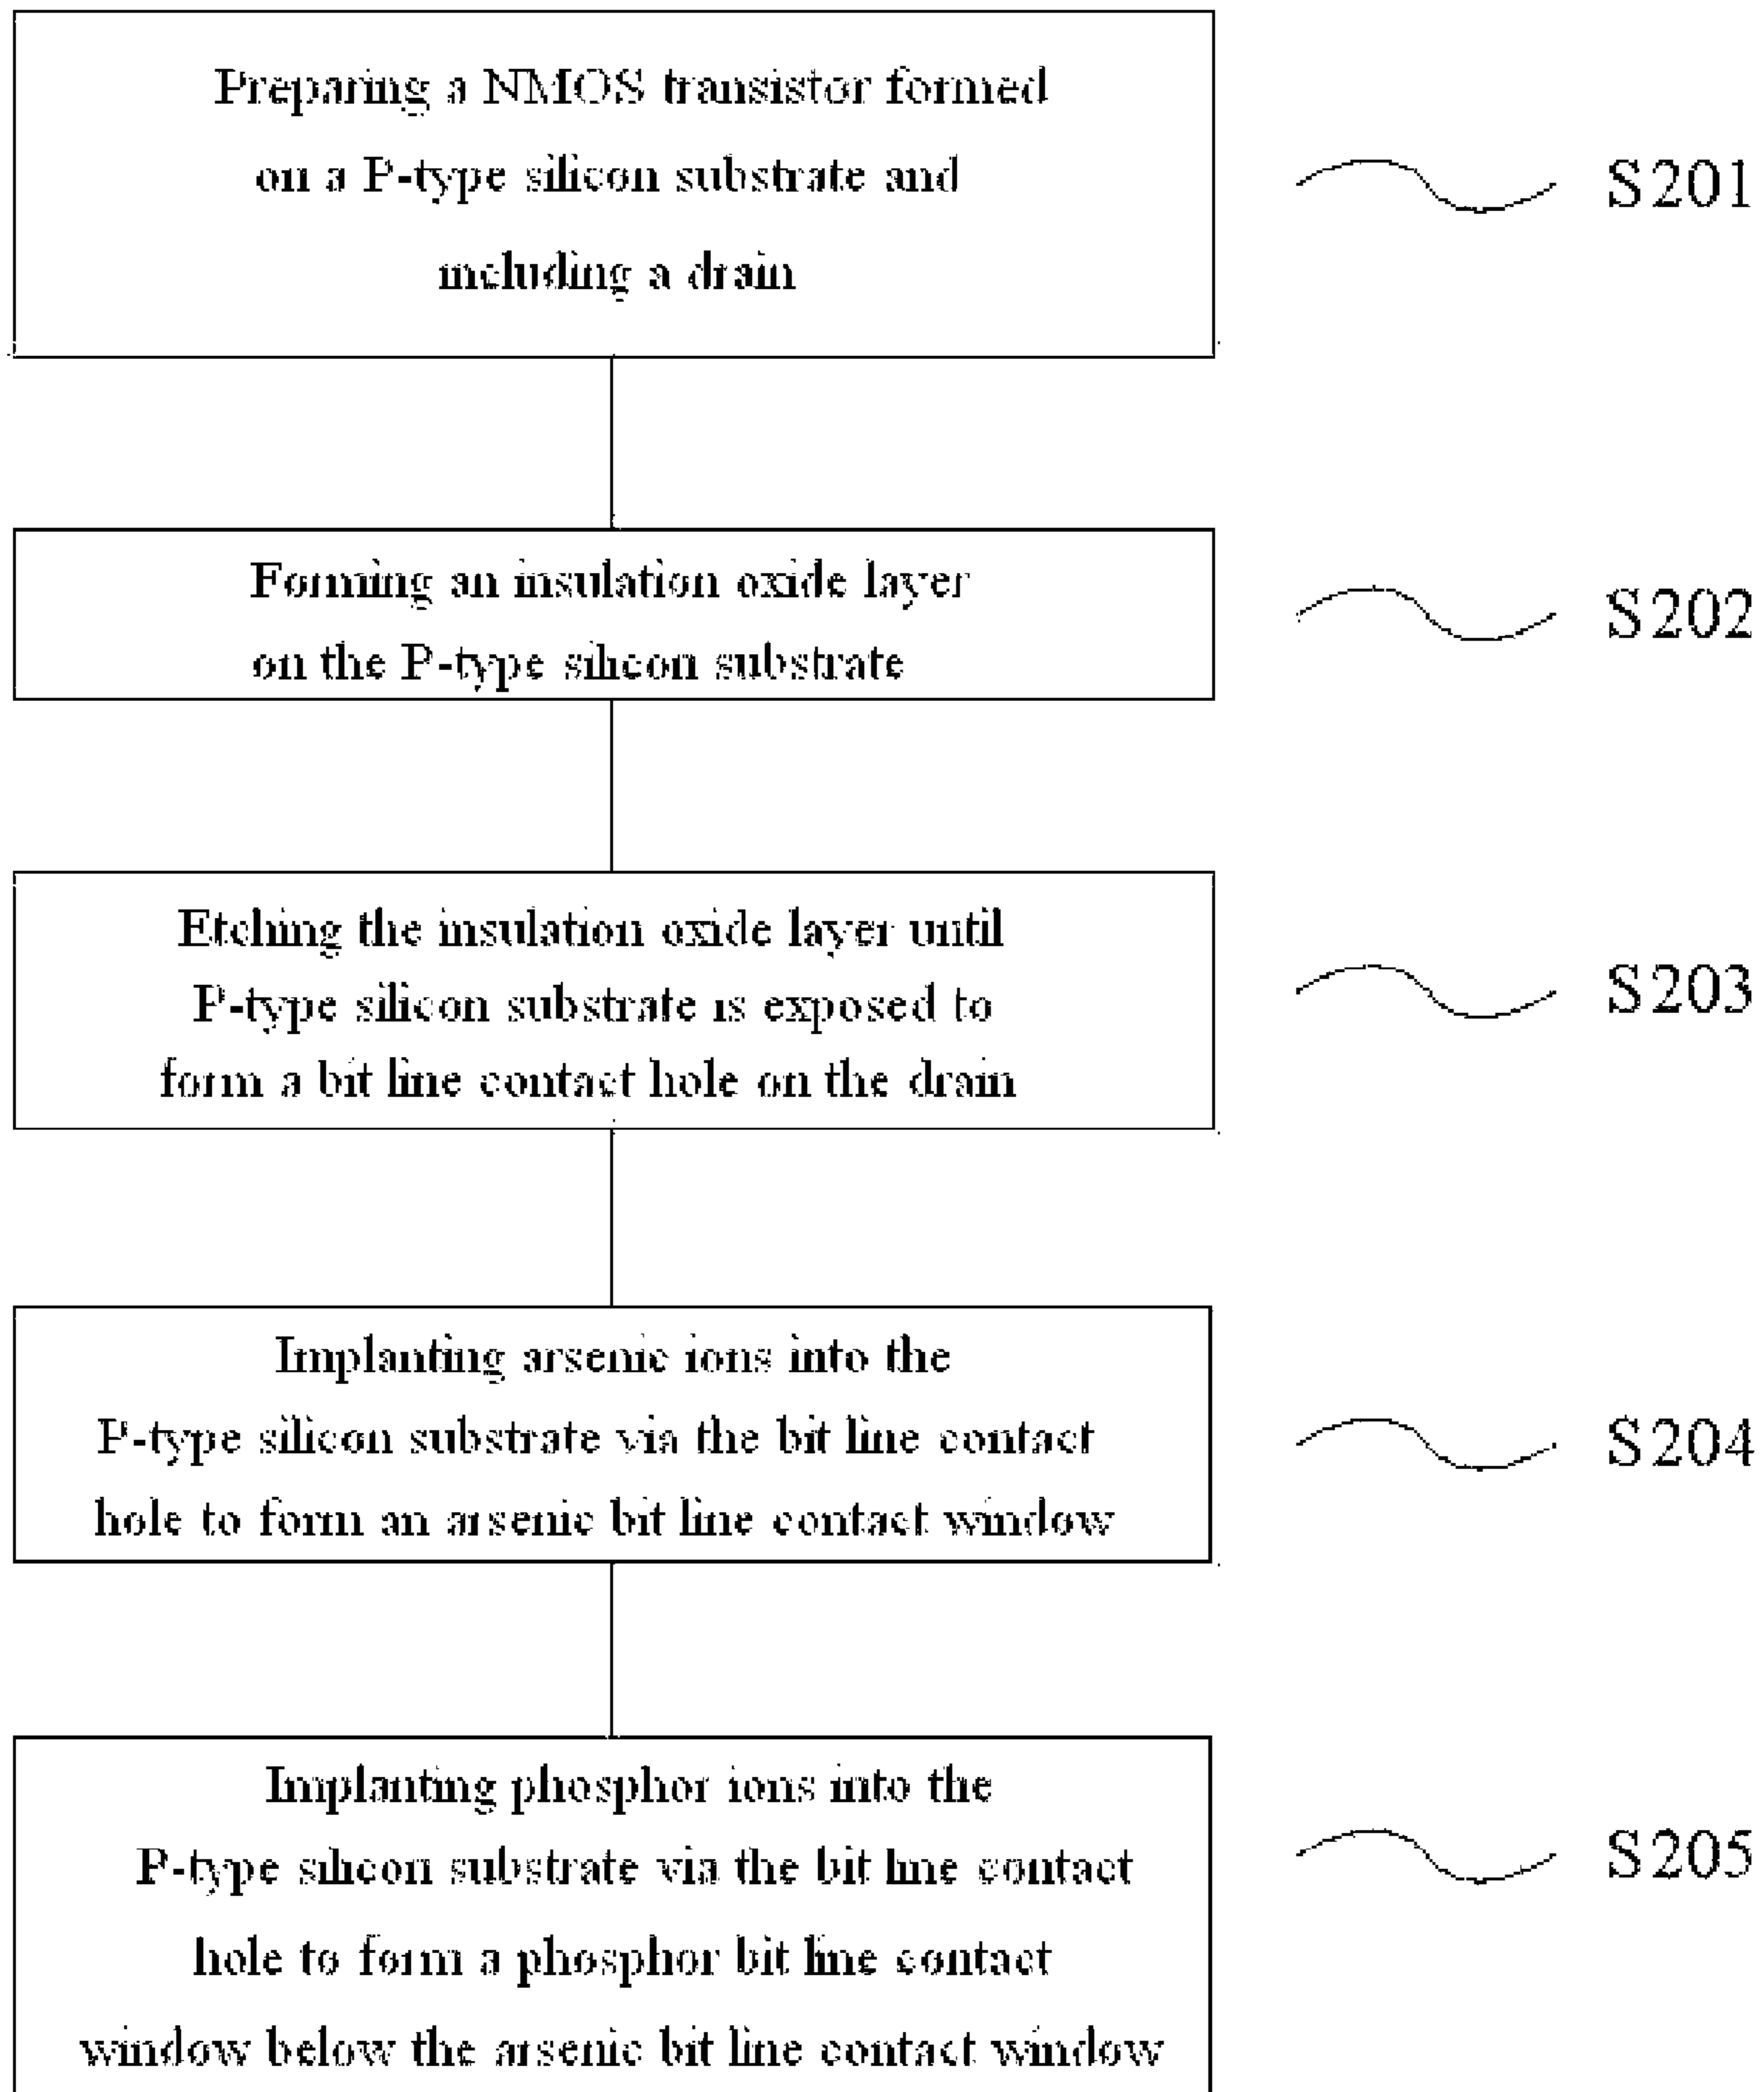 Preparing a NMOS transistor formed
on a P-type silicon substrate and
including a drain
S201
Forming an insulation oxide layer
on the P-type silicon substrate
S202
Etching the insulation oxide layer until
P-type silicon substrate is exposed to
form a bit line contact hole on the drain
S203
Implanting arsenic ions into the
P-type silicon substrate via the bit line contact
hole to form an arsenic bit line contact window
S204
Implanting phosphor ions into the
P-type silicon substrate via the bit line contact
hole to form a phosphor bit line contact
window below the arsenic bit line contact window
S205